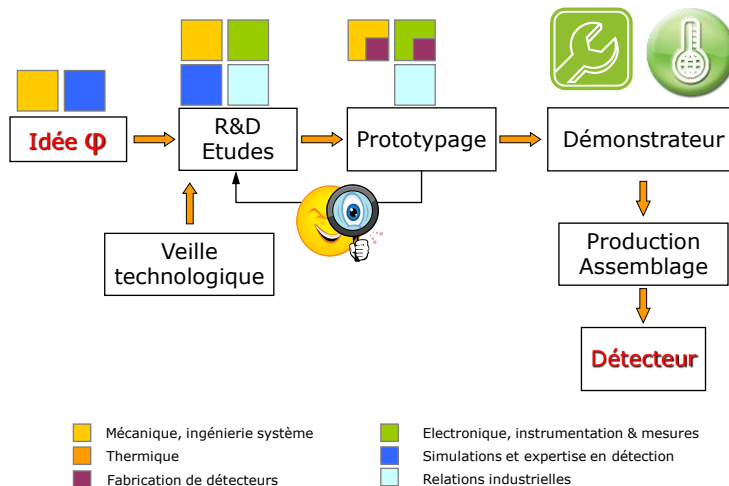 Idée φ
R&D
Etudes
Prototypage
Démonstrateur
Veille
technologique
Production
Assemblage
Détecteur
Mécanique, ingénierie système
Thermique
Fabrication de détecteurs
Electronique, instrumentation & mesures
Simulations et expertise en détection
Relations industrielles